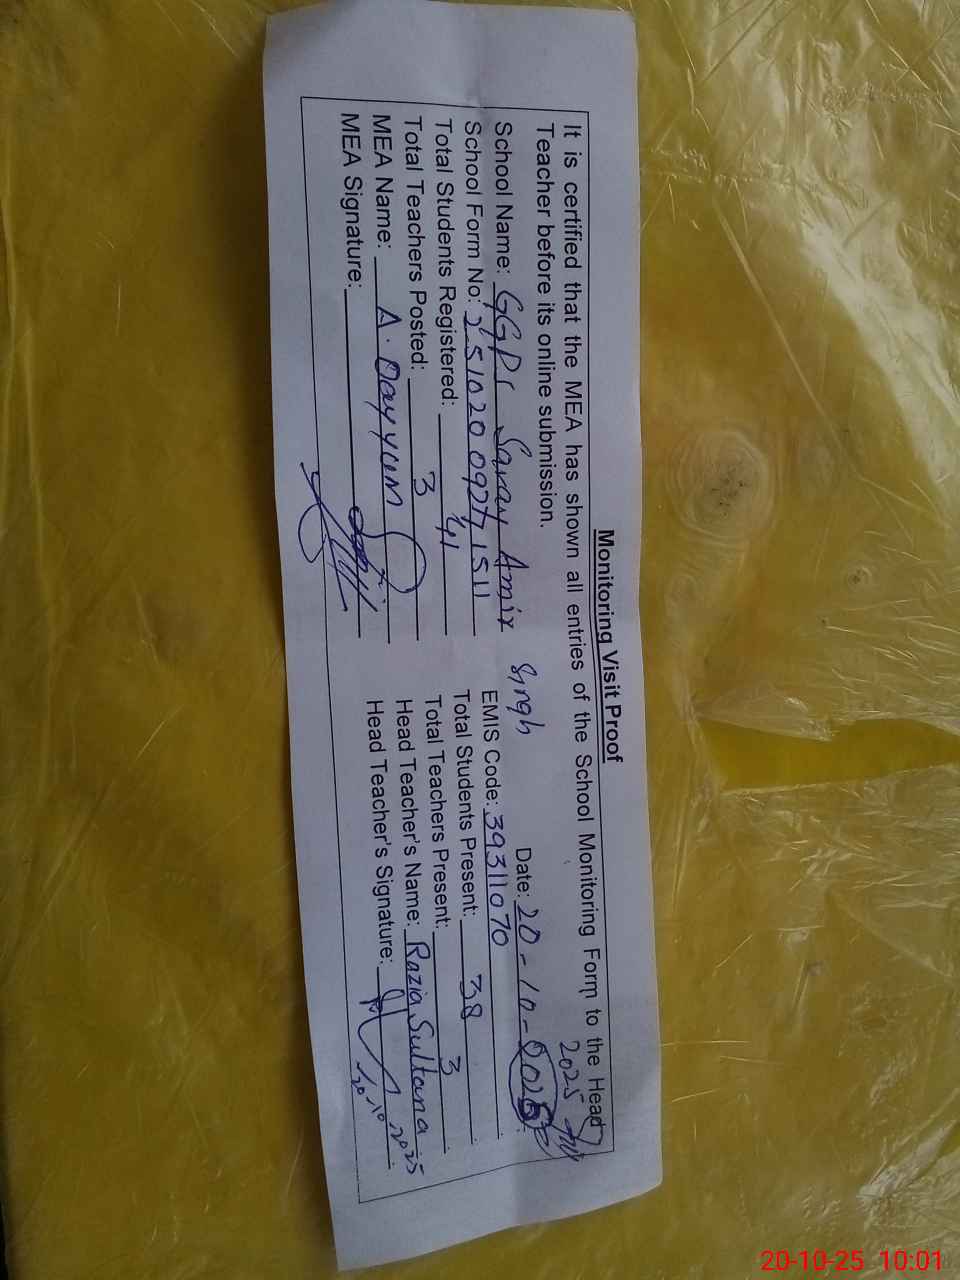 Monitoring Visit Proof
It is certified that the MEA has shown all entries of the School Monitoring Form to the Head
Teacher before its online submission.
2025
School Name: GGPS Saray Amir Singh Date: 20-10-2025
School Form No: 2510200927,1511 EMIS Code: 39311070
Total Students Registered: 41 Total Students Present: 38
Total Teachers Posted: 3 Total Teachers Present: 3
MEA Name: A. Qayyum Head Teacher's Name: Razia Sultana
MEA Signature: Head Teacher's Signature:
20-10-2025
20-10-25 10:01